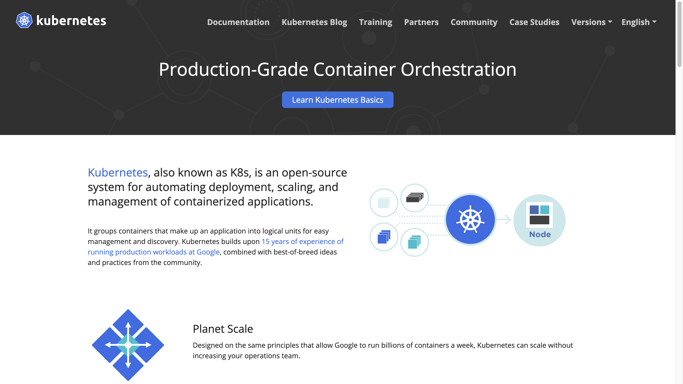 kubernetes
Documentation Kubernetes Blog Training Partners Community Case Studies Versions English
Production-Grade Container Orchestration
Learn Kubernetes Basics
Kubernetes, also known as K8s, is an open-source
system for automating deployment, scaling, and
management of containerized applications.
It groups containers that make up an application into logical units for easy
management and discovery. Kubernetes builds upon 15 years of experience of
running production workloads at Google, combined with best-of-breed ideas
and practices from the community.
Node
Planet Scale
Designed on the same principles that allow Google to run billions of containers a week, Kubernetes can scale without
increasing your operations team.